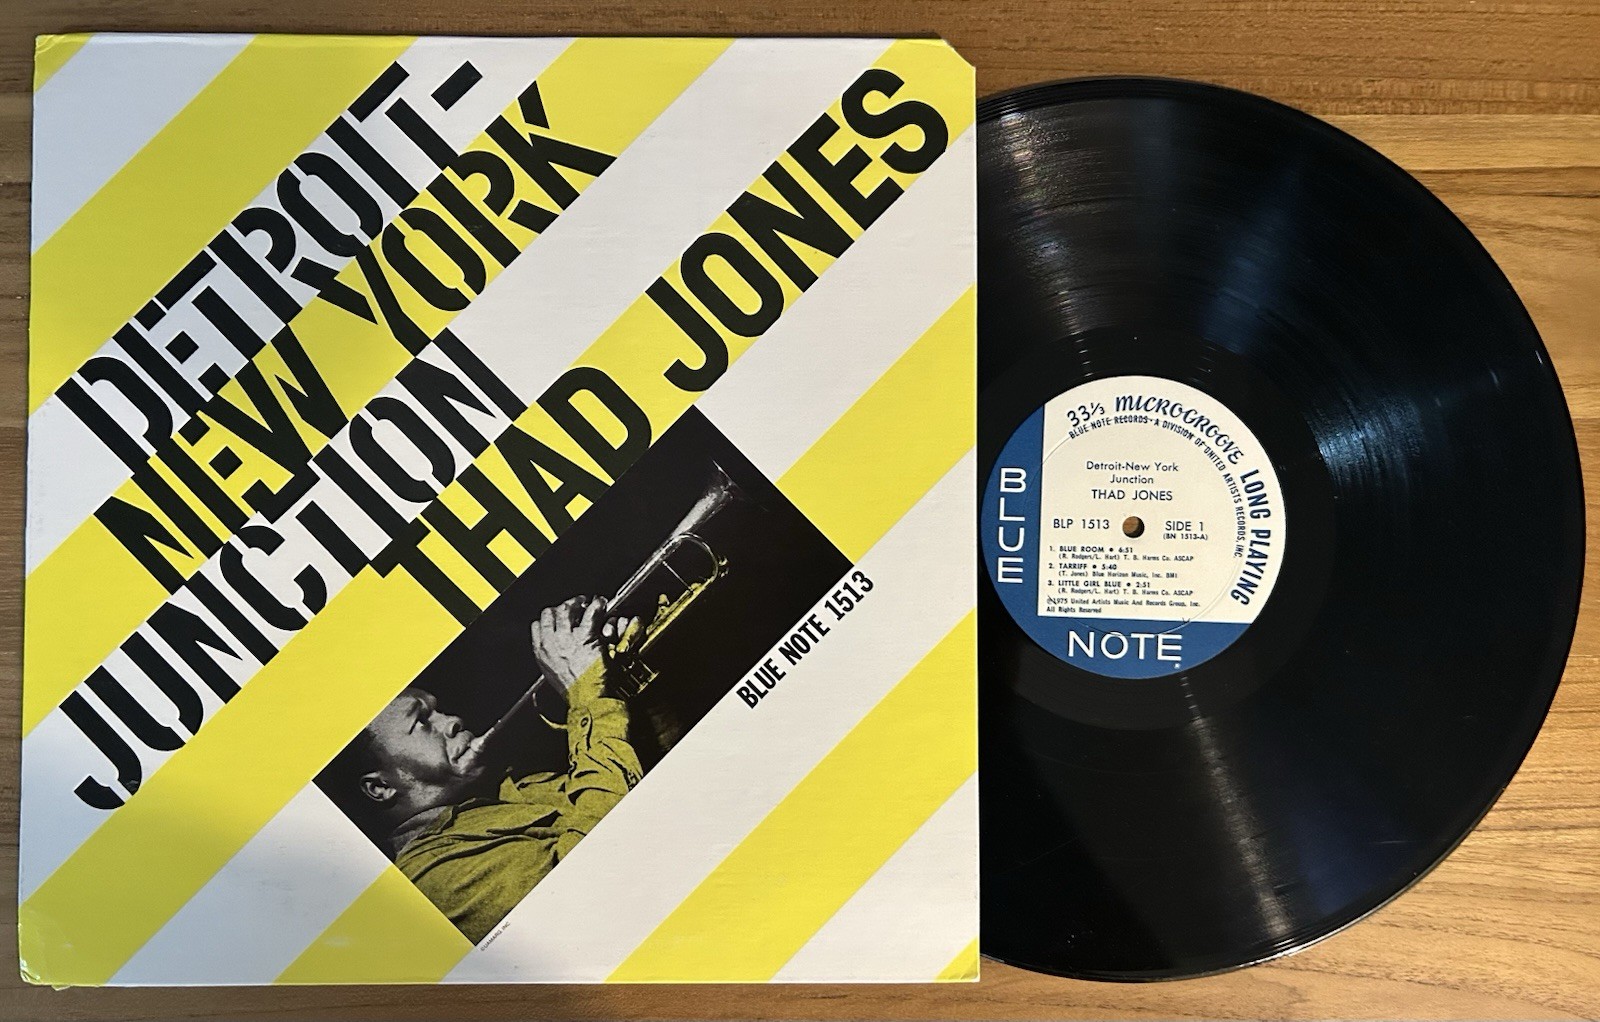 DETROIT-
NEW YORK
JUNCTION
THAD JONES
BLUE NOTE 1513
©UAMARG, INC.
33⅓ MICROGROOVE LONG PLAYING
BLUE NOTE RECORDS • A DIVISION OF UNITED ARTISTS RECORDS, INC.
Detroit-New York
Junction
THAD JONES
BLP 1513
SIDE 1
(BN 1513-A)
1. BLUE ROOM • 6:51
(R. Rodgers/L. Hart) T. B. Harms Co. ASCAP
2. TARRIFF • 5:40
(T. Jones) Blue Horizon Music, Inc. BMI
3. LITTLE GIRL BLUE • 2:51
(R. Rodgers/L. Hart) T. B. Harms Co. ASCAP
℗1975 United Artists Music And Records Group, Inc.
All Rights Reserved
BLUE
NOTE